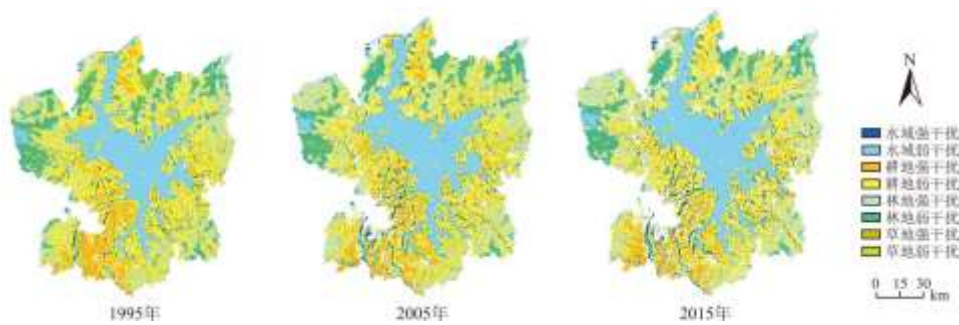 N
水域强干扰
水域弱干扰
耕地强干扰
耕地弱干扰
林地强干扰
林地弱干扰
草地强干扰
草地弱干扰
0 15 30
km
1995年
2005年
2015年